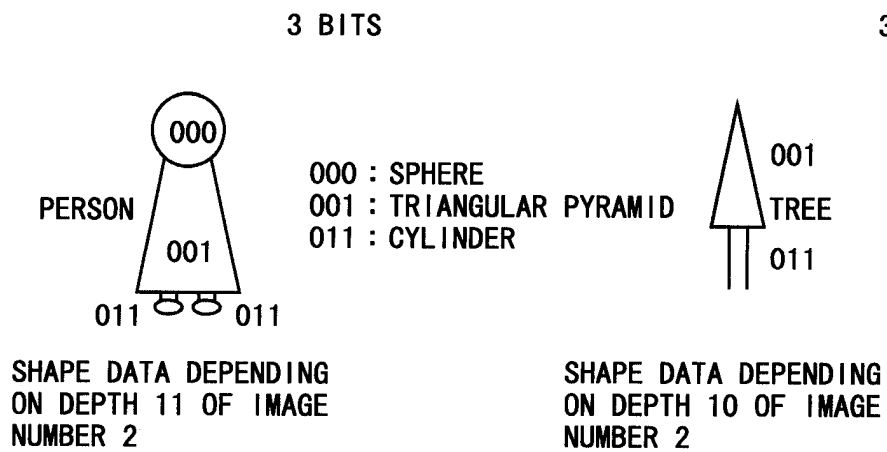 3 BITS
3
000
000 : SPHERE
001 : TRIANGULAR PYRAMID
011 : CYLINDER
PERSON
001
011
011
001
TREE
011
SHAPE DATA DEPENDING
ON DEPTH 11 OF IMAGE
NUMBER 2
SHAPE DATA DEPENDING
ON DEPTH 10 OF IMAGE
NUMBER 2